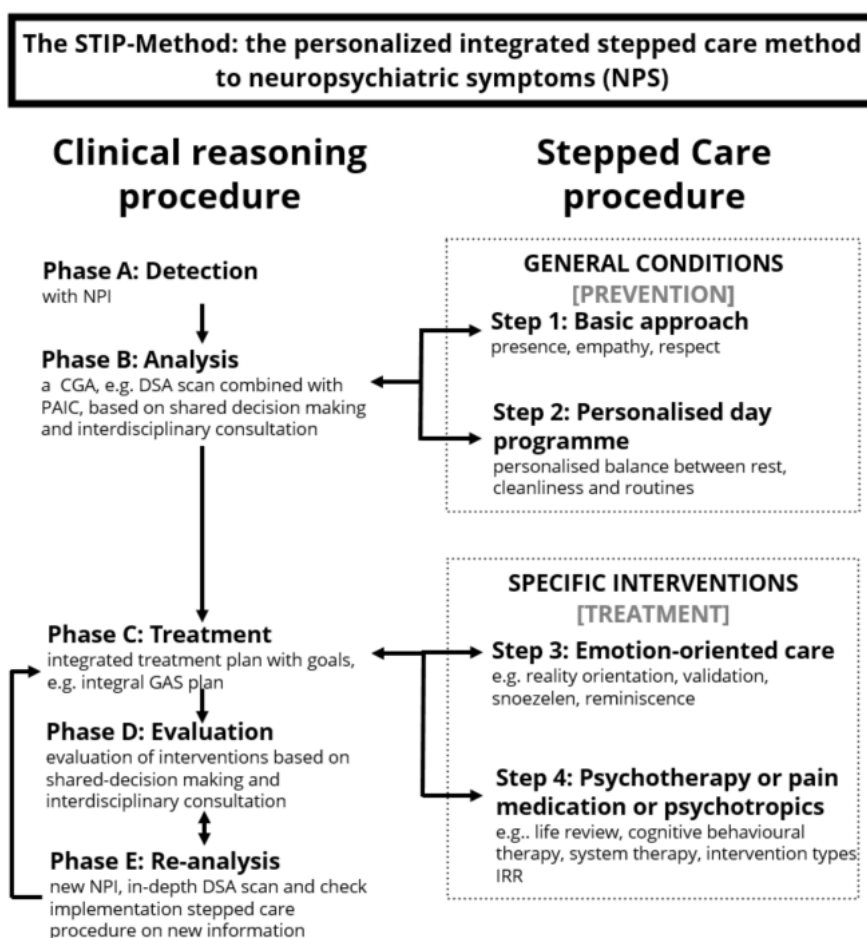 The STIP-Method: the personalized integrated stepped care method
to neuropsychiatric symptoms (NPS)
Clinical reasoning
procedure
Phase A: Detection
with NPI
Phase B: Analysis
a CGA, e.g. DSA scan combined with
PAIC, based on shared decision making
and interdisciplinary consultation
Phase C: Treatment
integrated treatment plan with goals,
e.g. integral GAS plan
Phase D: Evaluation
evaluation of interventions based on
shared-decision making and
interdisciplinary consultation
Phase E: Re-analysis
new NPI, in-depth DSA scan and check
implementation stepped care
procedure on new information
Stepped Care
procedure
GENERAL CONDITIONS
[PREVENTION]
Step 1: Basic approach
presence, empathy, respect
Step 2: Personalised day
programme
personalised balance between rest,
cleanliness and routines
SPECIFIC INTERVENTIONS
[TREATMENT]
Step 3: Emotion-oriented care
e.g. reality orientation, validation,
snoezelen, reminiscence
Step 4: Psychotherapy or pain
medication or psychotropics
e.g.. life review, cognitive behavioural
therapy, system therapy, intervention types
IRR